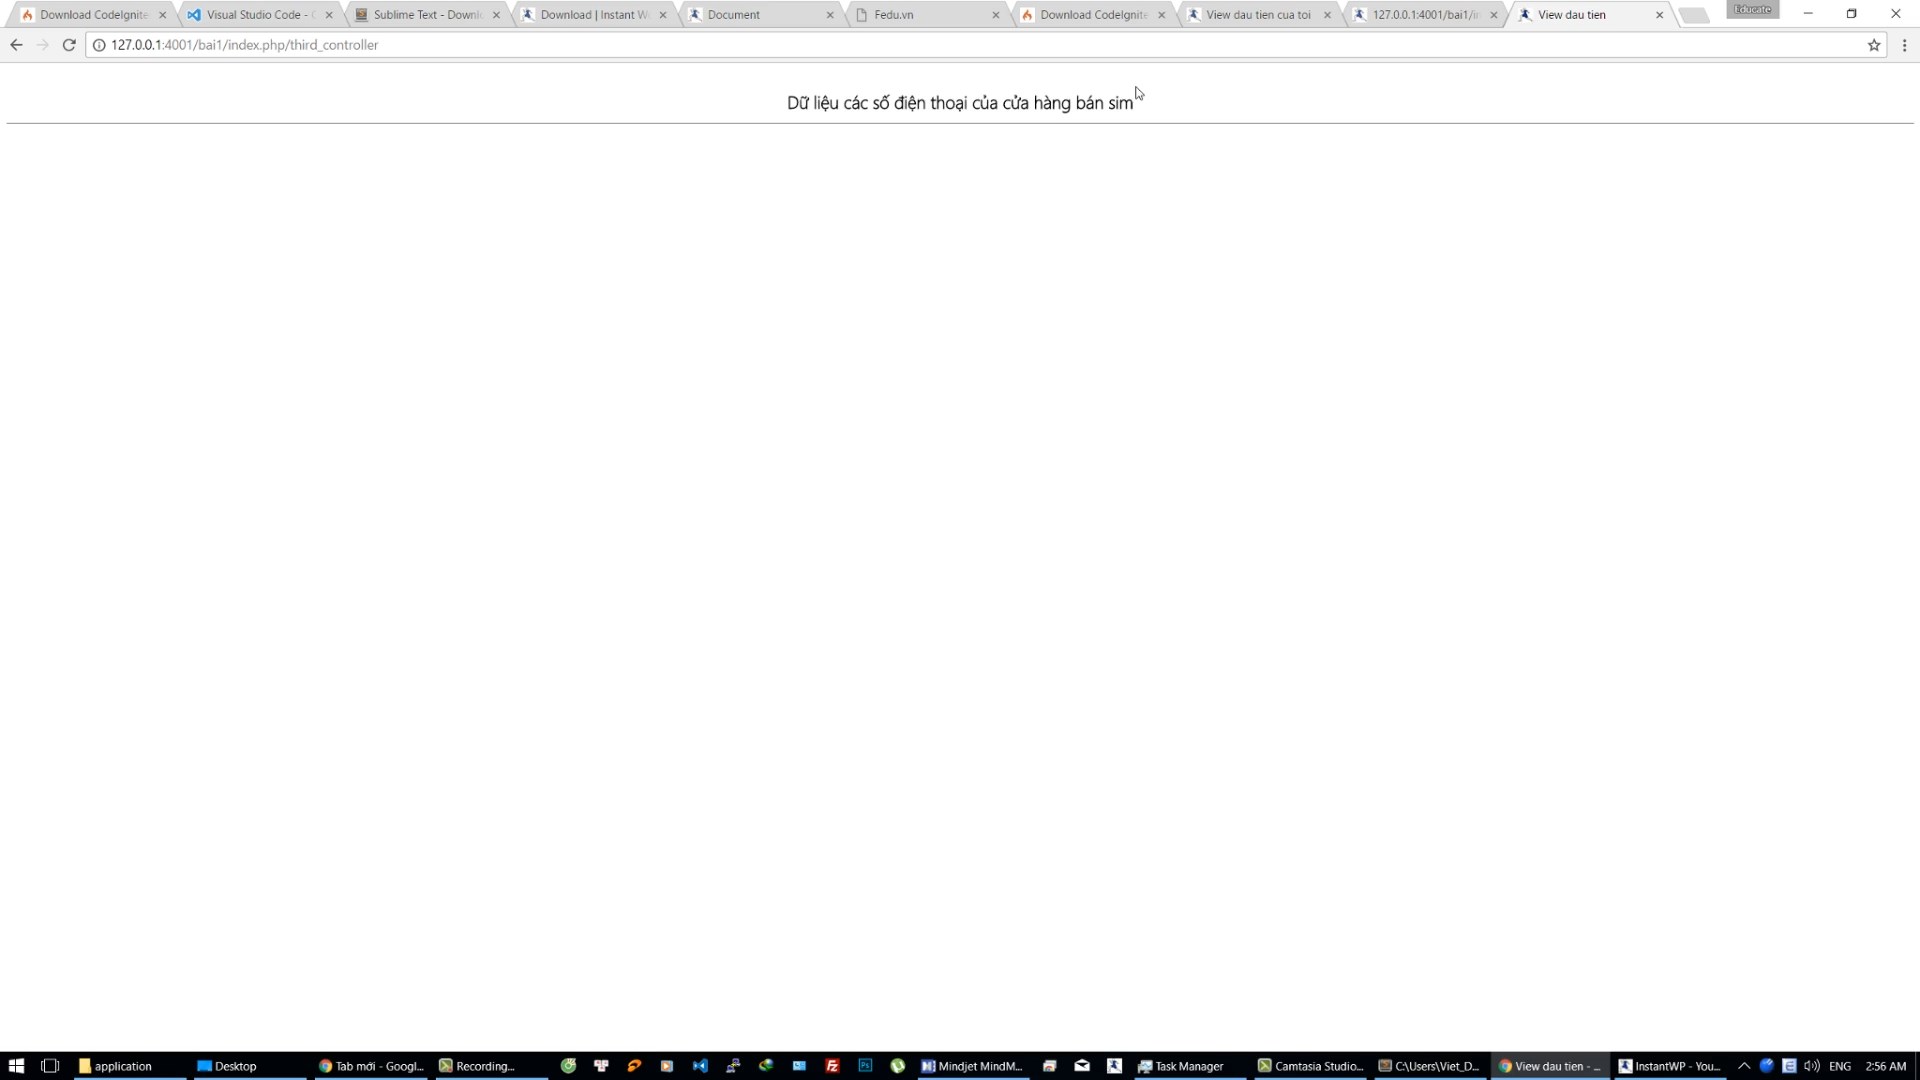 Download CodeIgnite
Visual Studio Code - C
Sublime Text - Downl
Download | Instant W
Document
Fedu.vn
Download CodeIgnite
View dau tien cua toi
127.0.0.1:4001/bai1/in
View dau tien
Educate
127.0.0.1:4001/bai1/index.php/third_controller
Dữ liệu các số điện thoại của cửa hàng bán sim
application
Desktop
Tab mới - Googl...
Recording...
Mindjet MindM...
Task Manager
Camtasia Studio...
C:\Users\Viet_D...
View dau tien - ...
InstantWP - You...
ENG
2:56 AM